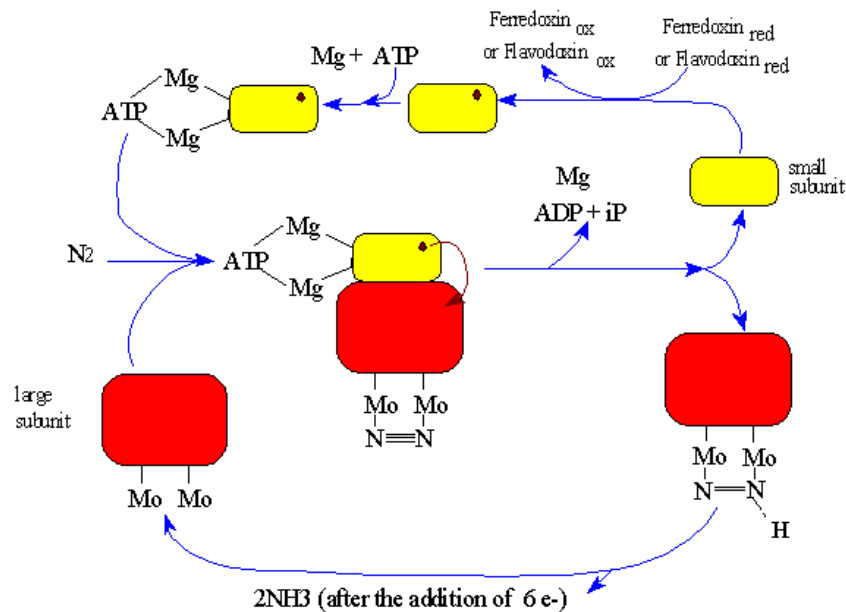 Ferredoxin ox
or Flavodoxin ox
Ferredoxin red
or Flavodoxin red
Mg + ATP
Mg
ATP
Mg
small
subunit
Mg
ADP + iP
N2
Mg
ATP
Mg
large
subunit
Mo Mo
N≡N
Mo Mo
Mo Mo
N=N
H
2NH3 (after the addition of 6 e-)